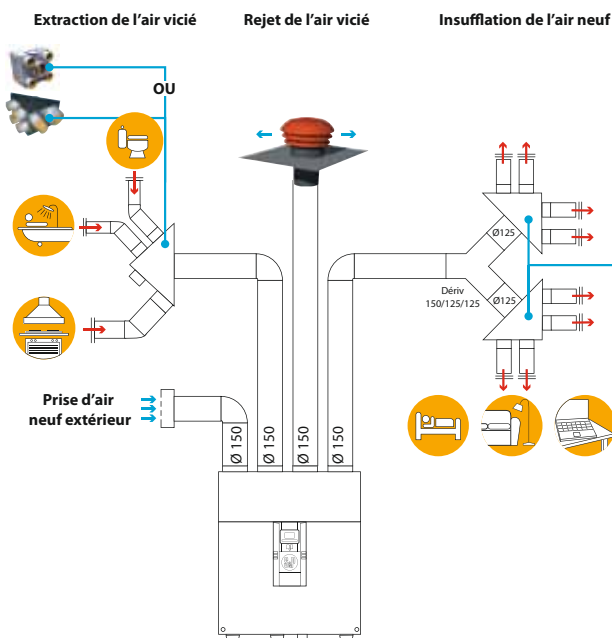 Extraction de l’air vicié
Rejet de l’air vicié
Insufflation de l’air neuf
OU
Ø125
Dériv
150/125/125
Ø125
Prise d’air
neuf extérieur
Ø 150
Ø 150
Ø 150
Ø 150